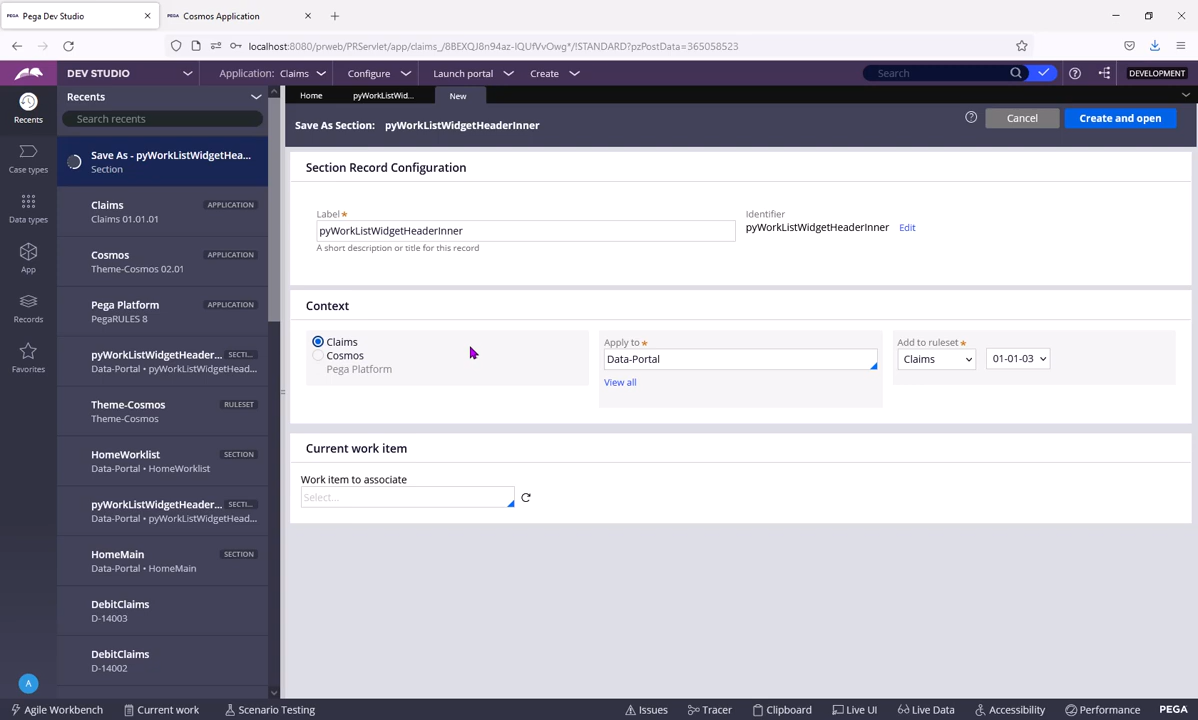 PEGA Pega Dev Studio
PEGA Cosmos Application
localhost:8080/prweb/PRServlet/app/claims_/8BEXQJ8n94az-IQUfVvOwg*/!STANDARD?pzPostData=365058523
DEV STUDIO
Application: Claims
Configure
Launch portal
Create
Search
DEVELOPMENT
Recents
Case types
Data types
App
Records
Favorites
A
Recents
Search recents
Save As - pyWorkListWidgetHea...
Section
Claims APPLICATION
Claims 01.01.01
Cosmos APPLICATION
Theme-Cosmos 02.01
Pega Platform APPLICATION
PegaRULES 8
pyWorkListWidgetHeader... SECTI...
Data-Portal • pyWorkListWidgetHead...
Theme-Cosmos RULESET
Theme-Cosmos
HomeWorklist SECTION
Data-Portal • HomeWorklist
pyWorkListWidgetHeader... SECTI...
Data-Portal • pyWorkListWidgetHead...
HomeMain SECTION
Data-Portal • HomeMain
DebitClaims
D-14003
DebitClaims
D-14002
Home
pyWorkListWid...
New
Save As Section: pyWorkListWidgetHeaderInner
Cancel
Create and open
Section Record Configuration
Label★
pyWorkListWidgetHeaderInner
A short description or title for this record
Identifier
pyWorkListWidgetHeaderInner Edit
Context
Claims
Cosmos
Pega Platform
Apply to★
Data-Portal
View all
Add to ruleset★
Claims 01-01-03
Current work item
Work item to associate
Select...
Agile Workbench
Current work
Scenario Testing
Issues
Tracer
Clipboard
Live UI
Live Data
Accessibility
Performance
PEGA